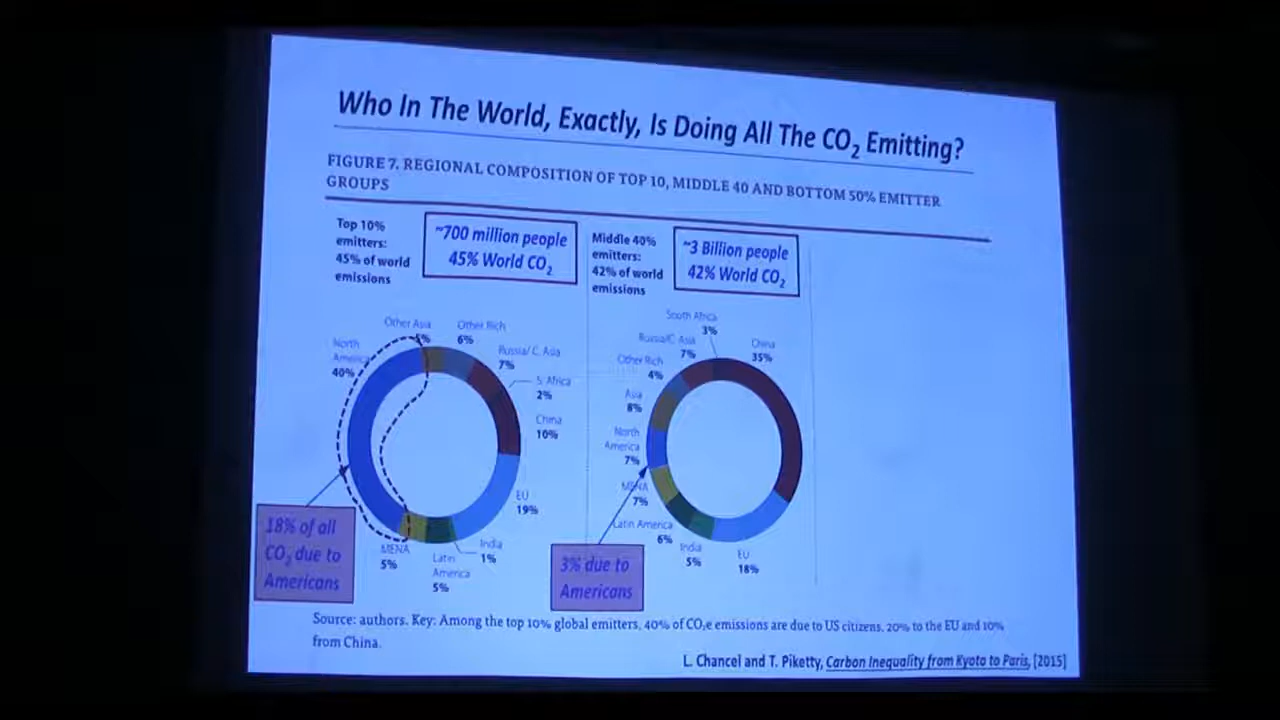 Who In The World, Exactly, Is Doing All The CO2 Emitting?
FIGURE 7. REGIONAL COMPOSITION OF TOP 10, MIDDLE 40 AND BOTTOM 50% EMITTER
GROUPS
Top 10%
emitters:
45% of world
emissions
~700 million people
45% World CO2
Middle 40%
emitters:
42% of world
emissions
~3 Billion people
42% World CO2
Other Asia
5%
Other Rich
6%
Russia/ C. Asia
7%
S. Africa
2%
China
10%
EU
19%
India
1%
Latin
America
5%
MENA
5%
North
America
40%
18% of all
CO2 due to
Americans
South Africa
3%
Russia/C. Asia
7%
Other Rich
4%
Asia
8%
North
America
7%
MENA
7%
Latin America
6%
India
5%
EU
18%
China
35%
3% due to
Americans
Source: authors. Key: Among the top 10% global emitters, 40% of CO2e emissions are due to US citizens, 20% to the EU and 10%
from China.
L. Chancel and T. Piketty, Carbon Inequality from Kyoto to Paris, [2015]